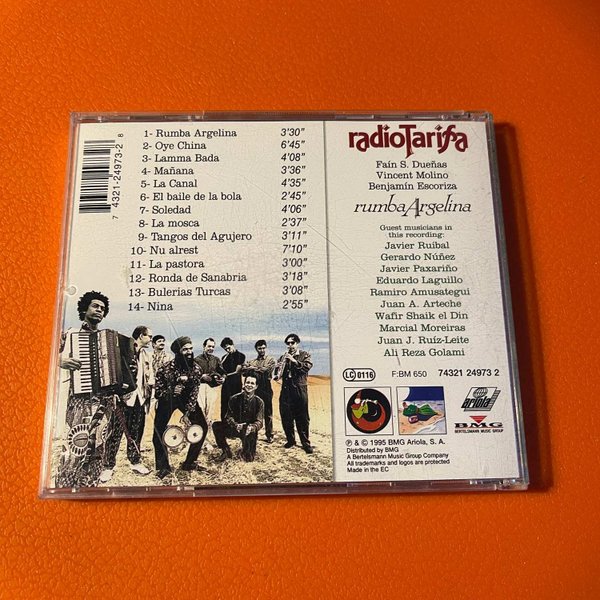 7 4321-24973-2 8
1- Rumba Argelina 3'30"
2- Oye China 6'45"
3- Lamma Bada 4'08"
4- Mañana 3'36"
5- La Canal 4'35"
6- El baile de la bola 2'45"
7- Soledad 4'06"
8- La mosca 2'37"
9- Tangos del Agujero 3'11"
10- Nu alrest 7'10"
11- La pastora 3'00"
12- Ronda de Sanabria 3'18"
13- Bulerias Turcas 3'08"
14- Nina 2'55"
radioTarifa
Faín S. Dueñas
Vincent Molino
Benjamín Escoriza
rumbaArgelina
Guest musicians in
this recording:
Javier Ruibal
Gerardo Núñez
Javier Paxariño
Eduardo Laguillo
Ramiro Amusategui
Juan A. Arteche
Wafir Shaik el Din
Marcial Moreiras
Juan J. Ruíz-Leite
Ali Reza Golami
LC 0116 F:BM 650 74321 24973 2
ariola
BMG
BERTELSMANN MUSIC GROUP
℗ & © 1995 BMG Ariola, S. A.
Distributed by BMG
A Bertelsmann Music Group Company
All trademarks and logos are protected
Made in the EC